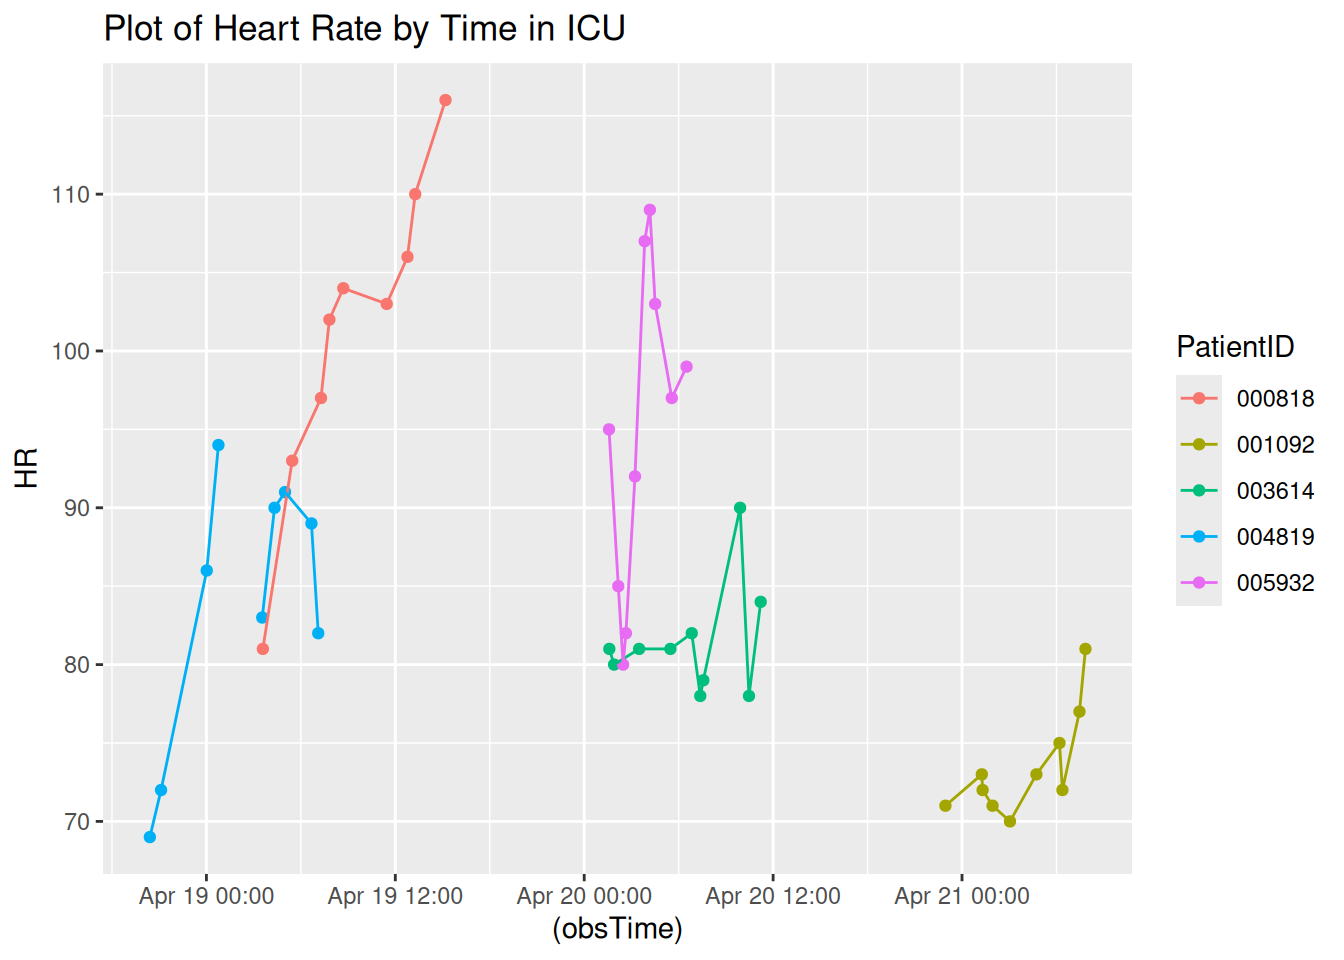 Plot of Heart Rate by Time in ICU
HR
110
100
90
80
70
Apr 19 00:00 Apr 19 12:00 Apr 20 00:00 Apr 20 12:00 Apr 21 00:00
(obsTime)
PatientID
000818
001092
003614
004819
005932